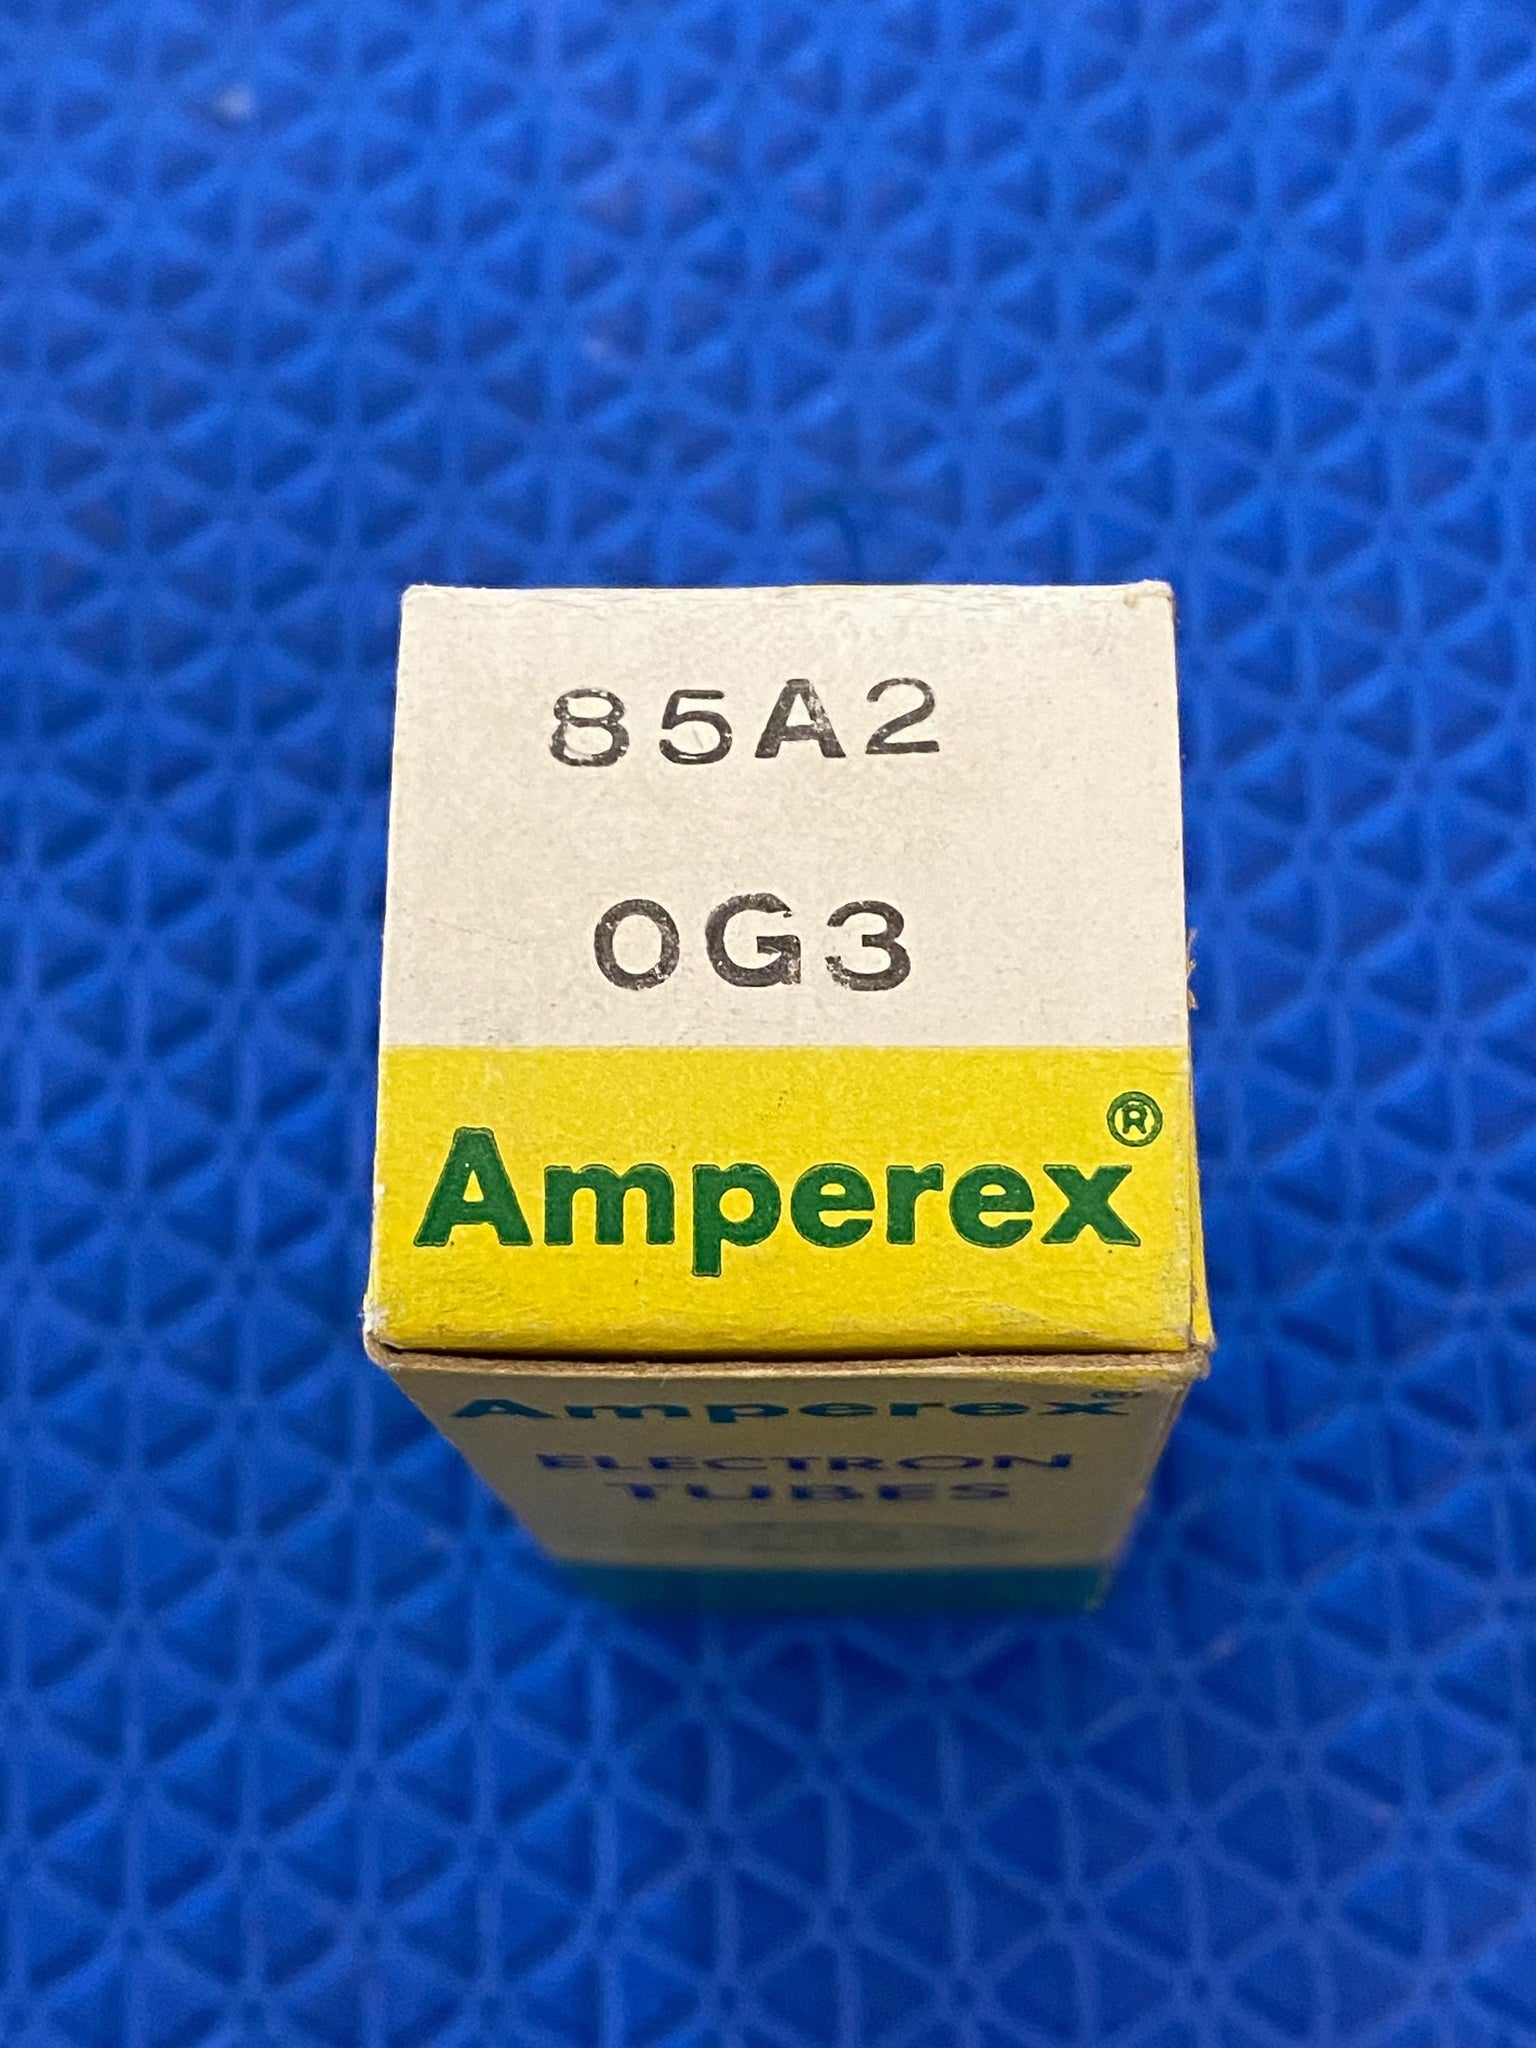 85A2
0G3
Amperex®
Amperex®
ELECTRON
TUBES